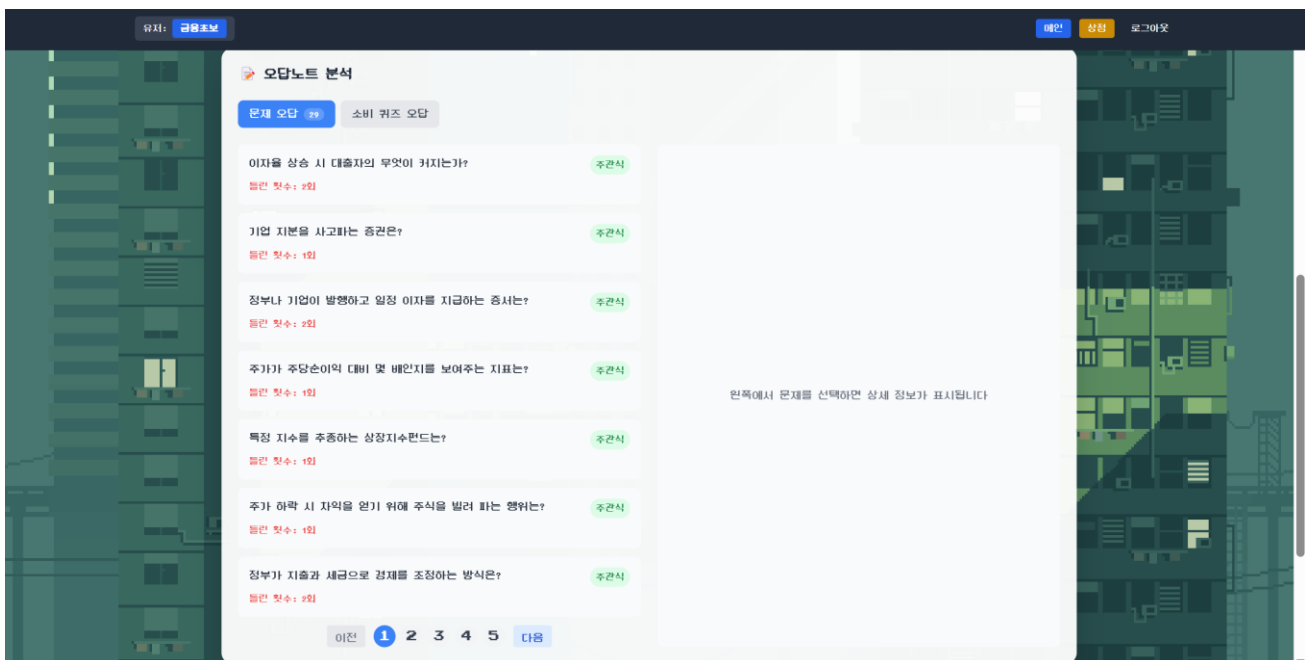 유저: 금융초보
메인 상점 로그아웃
📝 오답노트 분석
문제 오답 29 소비 퀴즈 오답
이자율 상승 시 대출자의 무엇이 커지는가? 주관식
틀린 횟수: 2회
기업 지분을 사고파는 증권은? 주관식
틀린 횟수: 1회
정부나 기업이 발행하고 일정 이자를 지급하는 증서는? 주관식
틀린 횟수: 2회
주가가 주당순이익 대비 몇 배인지를 보여주는 지표는? 주관식
틀린 횟수: 1회
특정 지수를 추종하는 상장지수펀드는? 주관식
틀린 횟수: 1회
주가 하락 시 차익을 얻기 위해 주식을 빌려 파는 행위는? 주관식
틀린 횟수: 1회
정부가 지출과 세금으로 경제를 조정하는 방식은? 주관식
틀린 횟수: 2회
이전 1 2 3 4 5 다음
왼쪽에서 문제를 선택하면 상세 정보가 표시됩니다